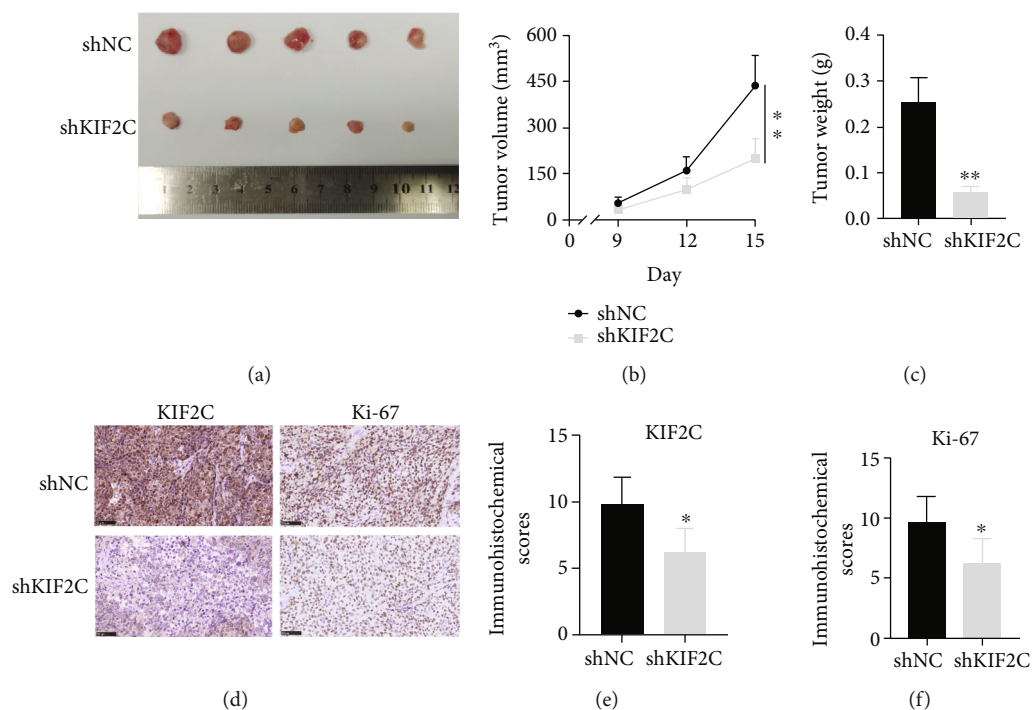 shNC
shKIF2C
1 2 3 4 5 6 7 8 9 10 11 12
(a)
600
450
300
150
0
Tumor volume (mm³)
0 9 12 15
Day
**
shNC
shKIF2C
(b)
0.4
0.3
0.2
0.1
0.0
Tumor weight (g)
**
shNC shKIF2C
(c)
KIF2C Ki-67
shNC
shKIF2C
(d)
KIF2C
15
10
5
0
Immunohistochemical
scores
*
shNC shKIF2C
(e)
Ki-67
15
10
5
0
Immunohistochemical
scores
*
shNC shKIF2C
(f)